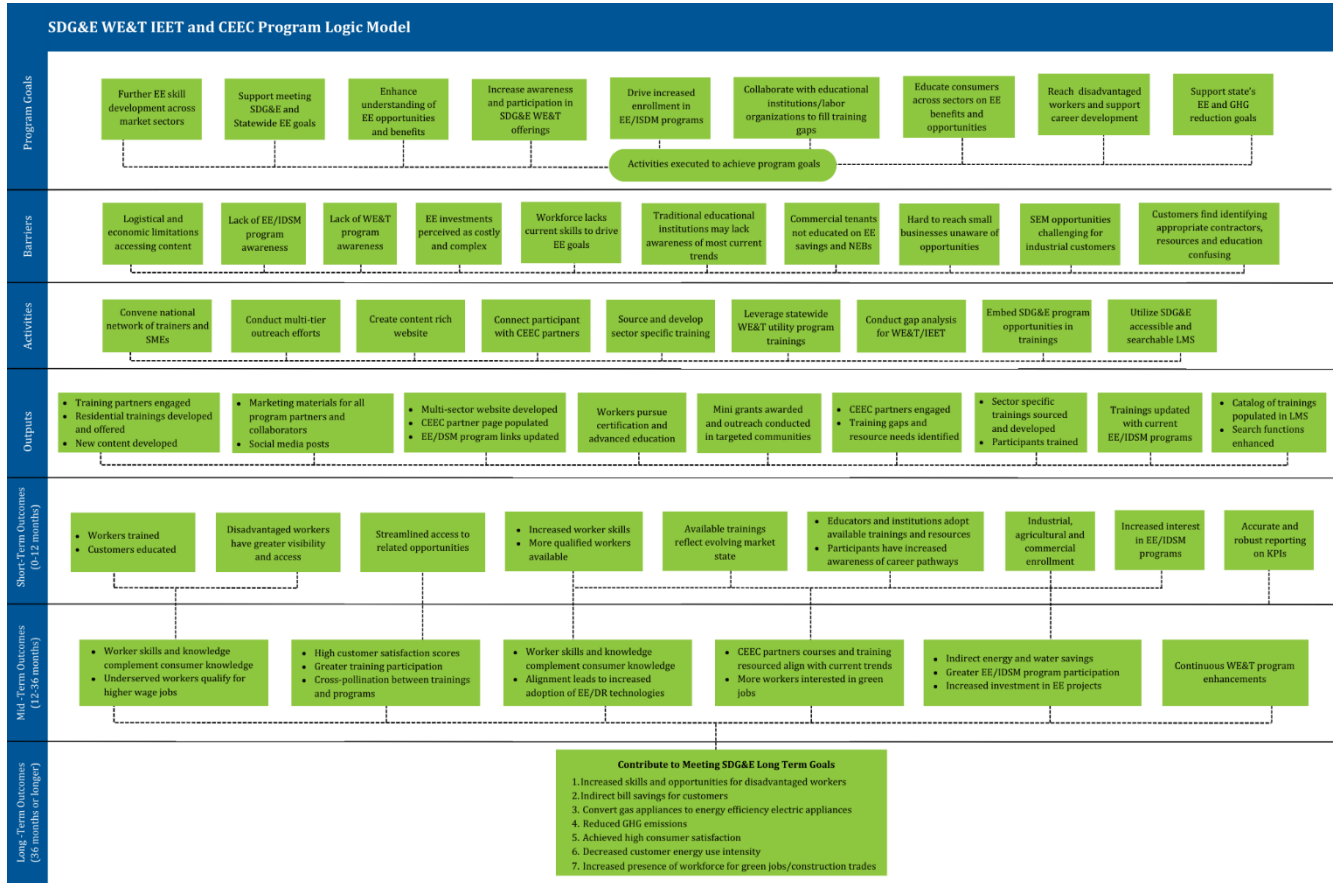 SDG&E WE&T IEET and CEEC Program Logic Model
Program Goals
Further EE skill
development across
market sectors
Support meeting
SDG&E and
Statewide EE goals
Enhance
understanding of
EE opportunities
and benefits
Increase awareness
and participation in
SDG&E WE&T
offerings
Drive increased
enrollment in
EE/ISDM programs
Collaborate with educational
institutions/labor
organizations to fill training
gaps
Educate consumers
across sectors on EE
benefits and
opportunities
Reach disadvantaged
workers and support
career development
Support state's
EE and GHG
reduction goals
Activities executed to achieve program goals
Barriers
Logistical and
economic limitations
accessing content
Lack of EE/IDSM
program
awareness
Lack of WE&T
program
awareness
EE investments
perceived as costly
and complex
Workforce lacks
current skills to drive
EE goals
Traditional educational
institutions may lack
awareness of most current
trends
Commercial tenants
not educated on EE
savings and NEBs
Hard to reach small
businesses unaware of
opportunities
SEM opportunities
challenging for
industrial customers
Customers find identifying
appropriate contractors,
resources and education
confusing
Activities
Convene national
network of trainers and
SMEs
Conduct multi-tier
outreach efforts
Create content rich
website
Connect participant
with CEEC partners
Source and develop
sector specific training
Leverage statewide
WE&T utility program
trainings
Conduct gap analysis
for WE&T/IEET
Embed SDG&E program
opportunities in
trainings
Utilize SDG&E
accessible and
searchable LMS
Outputs
• Training partners engaged
• Residential trainings developed
and offered
• New content developed
• Marketing materials for all
program partners and
collaborators
• Social media posts
• Multi-sector website developed
• CEEC partner page populated
• EE/DSM program links updated
Workers pursue
certification and
advanced education
Mini grants awarded
and outreach conducted
in targeted communities
• CEEC partners engaged
• Training gaps and
resource needs identified
• Sector specific
trainings sourced
and developed
• Participants trained
Trainings updated
with current
EE/IDSM programs
• Catalog of trainings
populated in LMS
• Search functions
enhanced
Short-Term Outcomes
(0-12 months)
• Workers trained
• Customers educated
Disadvantaged workers
have greater visibility
and access
Streamlined access to
related opportunities
• Increased worker skills
• More qualified workers
available
Available trainings
reflect evolving market
state
• Educators and institutions adopt
available trainings and resources
• Participants have increased
awareness of career pathways
Industrial,
agricultural and
commercial
enrollment
Increased interest
in EE/IDSM
programs
Accurate and
robust reporting
on KPIs
Mid -Term Outcomes
(12-36 months)
• Worker skills and knowledge
complement consumer knowledge
• Underserved workers qualify for
higher wage jobs
• High customer satisfaction scores
• Greater training participation
• Cross-pollination between trainings
and programs
• Worker skills and knowledge
complement consumer knowledge
• Alignment leads to increased
adoption of EE/DR technologies
• CEEC partners courses and training
resourced align with current trends
• More workers interested in green
jobs
• Indirect energy and water savings
• Greater EE/IDSM program participation
• Increased investment in EE projects
Continuous WE&T program
enhancements
Long -Term Outcomes
(36 months or longer)
Contribute to Meeting SDG&E Long Term Goals
1. Increased skills and opportunities for disadvantaged workers
2. Indirect bill savings for customers
3. Convert gas appliances to energy efficiency electric appliances
4. Reduced GHG emissions
5. Achieved high consumer satisfaction
6. Decreased customer energy use intensity
7. Increased presence of workforce for green jobs/construction trades